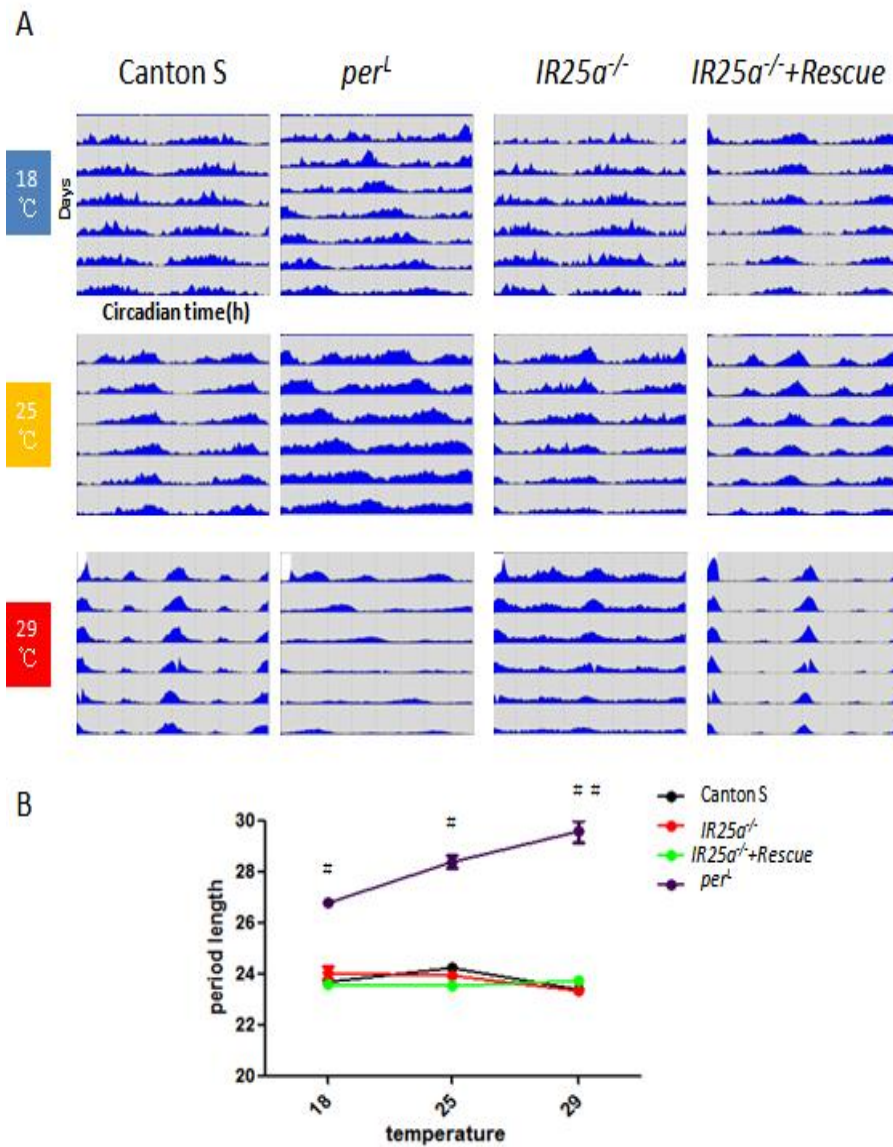 A
Canton S
per^L
IR25a^-/-
IR25a^-/-+Rescue
18
℃
Days
Circadian time(h)
25
℃
29
℃
B
period length
30
28
26
24
22
20
#
#
# #
18
25
29
temperature
Canton S
IR25a^-/-
IR25a^-/-+Rescue
per^L